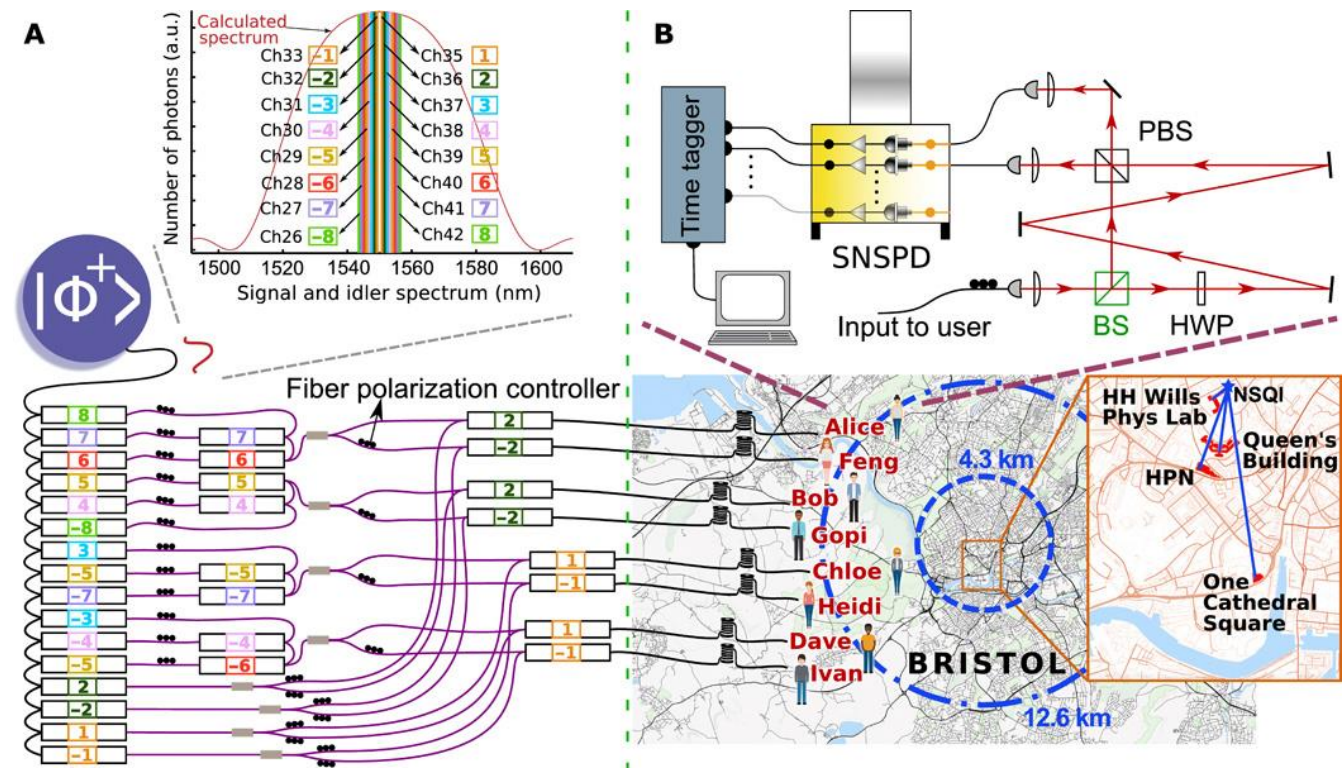 A
Calculated
spectrum
Number of photons (a.u.)
Ch33 −1
Ch32 −2
Ch31 −3
Ch30 −4
Ch29 −5
Ch28 −6
Ch27 −7
Ch26 −8
Ch35 1
Ch36 2
Ch37 3
Ch38 4
Ch39 5
Ch40 6
Ch41 7
Ch42 8
1500 1520 1540 1560 1580 1600
Signal and idler spectrum (nm)
|Φ⁺>
Fiber polarization controller
8
7
6
5
4
−8
3
−5
−7
−3
−4
−5
2
−2
1
−1
7
6
5
4
−5
−7
−4
−6
2
−2
2
−2
1
−1
1
−1
B
Time tagger
SNSPD
PBS
BS
HWP
Input to user
Alice
Feng
Bob
Gopi
Chloe
Heidi
Dave
Ivan
4.3 km
BRISTOL
12.6 km
NSQI
HH Wills
Phys Lab
Queen's
Building
HPN
One
Cathedral
Square